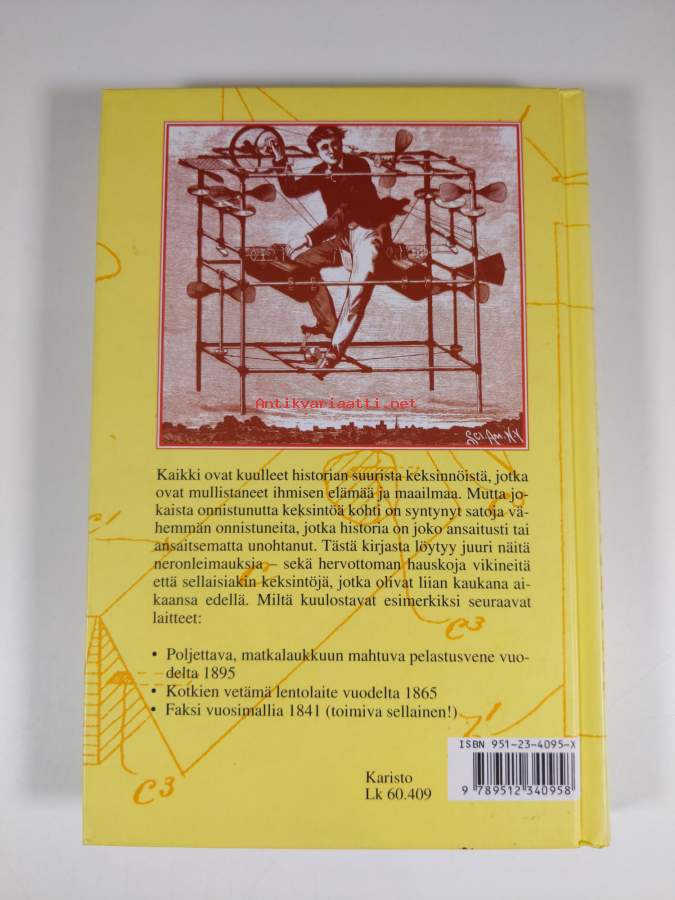 Antikvariaatti.net
Sci. Am. N.Y.
Kaikki ovat kuulleet historian suurista keksinnöistä, jotka
ovat mullistaneet ihmisen elämää ja maailmaa. Mutta jo-
kaista onnistunutta keksintöä kohti on syntynyt satoja vä-
hemmän onnistuneita, jotka historia on joko ansaitusti tai
ansaitsematta unohtanut. Tästä kirjasta löytyy juuri näitä
neronleimauksia – sekä hervottoman hauskoja vikineitä
että sellaisiakin keksintöjä, jotka olivat liian kaukana ai-
kaansa edellä. Miltä kuulostavat esimerkiksi seuraavat
laitteet:
C3
• Poljettava, matkalaukkuun mahtuva pelastusvene vuo-
delta 1895
• Kotkien vetämä lentolaite vuodelta 1865
• Faksi vuosimallia 1841 (toimiva sellainen!)
C3
ISBN 951-23-4095-X
Karisto
Lk 60.409
9 789512 340958